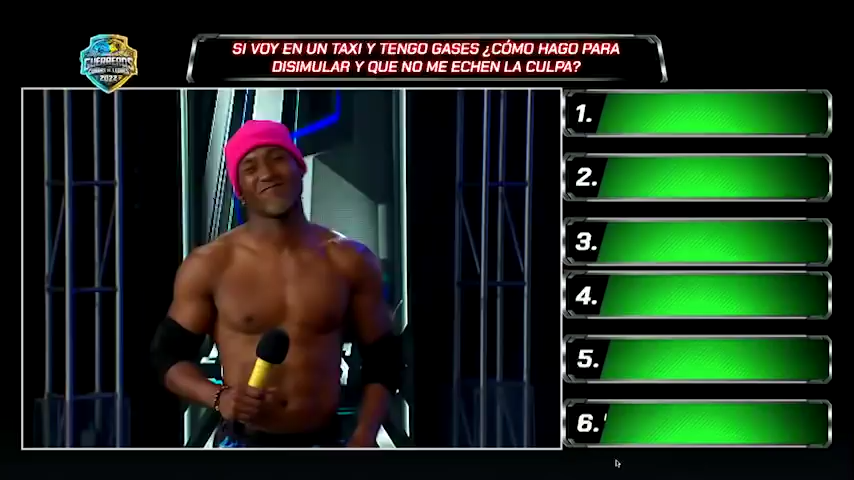 SI VOY EN UN TAXI Y TENGO GASES ¿CÓMO HAGO PARA
DISIMULAR Y QUE NO ME ECHEN LA CULPA?
GUERREROS
2022
1.
2.
3.
4.
5.
6.